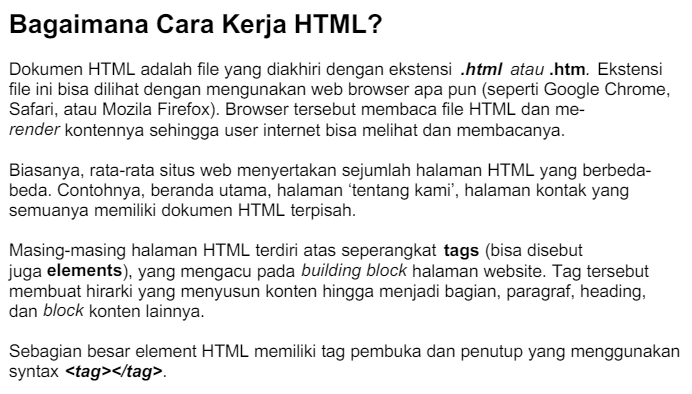 Bagaimana Cara Kerja HTML?
Dokumen HTML adalah file yang diakhiri dengan ekstensi .html atau .htm. Ekstensi
file ini bisa dilihat dengan mengunakan web browser apa pun (seperti Google Chrome,
Safari, atau Mozila Firefox). Browser tersebut membaca file HTML dan me-
render kontennya sehingga user internet bisa melihat dan membacanya.
Biasanya, rata-rata situs web menyertakan sejumlah halaman HTML yang berbeda-
beda. Contohnya, beranda utama, halaman ‘tentang kami’, halaman kontak yang
semuanya memiliki dokumen HTML terpisah.
Masing-masing halaman HTML terdiri atas seperangkat tags (bisa disebut
juga elements), yang mengacu pada building block halaman website. Tag tersebut
membuat hirarki yang menyusun konten hingga menjadi bagian, paragraf, heading,
dan block konten lainnya.
Sebagian besar element HTML memiliki tag pembuka dan penutup yang menggunakan
syntax <tag></tag>.